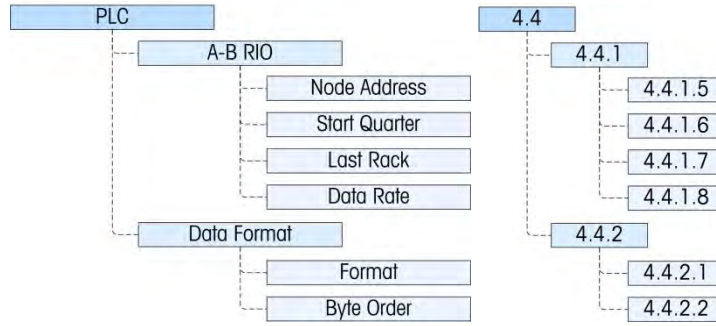 PLC 4.4
A-B RIO 4.4.1
Node Address 4.4.1.5
Start Quarter 4.4.1.6
Last Rack 4.4.1.7
Data Rate 4.4.1.8
Data Format 4.4.2
Format 4.4.2.1
Byte Order 4.4.2.2